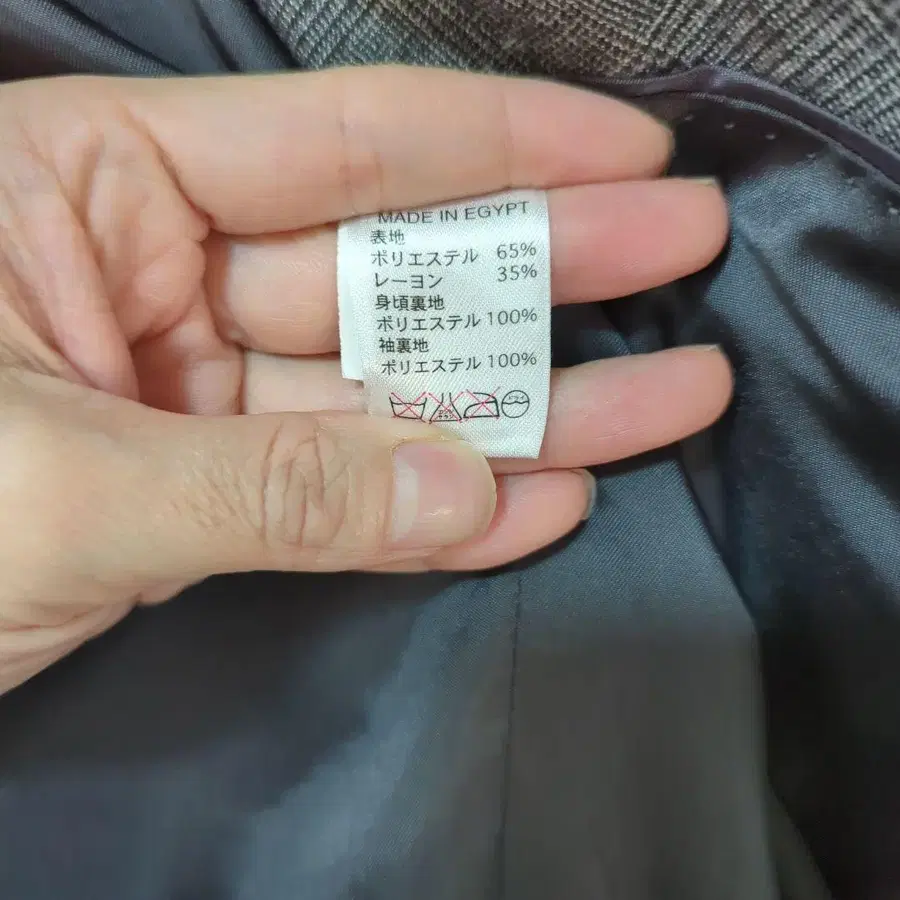 MADE IN EGYPT
表地
ポリエステル 65%
レーヨン 35%
身頃裏地
ポリエステル 100%
袖裏地
ポリエステル 100%